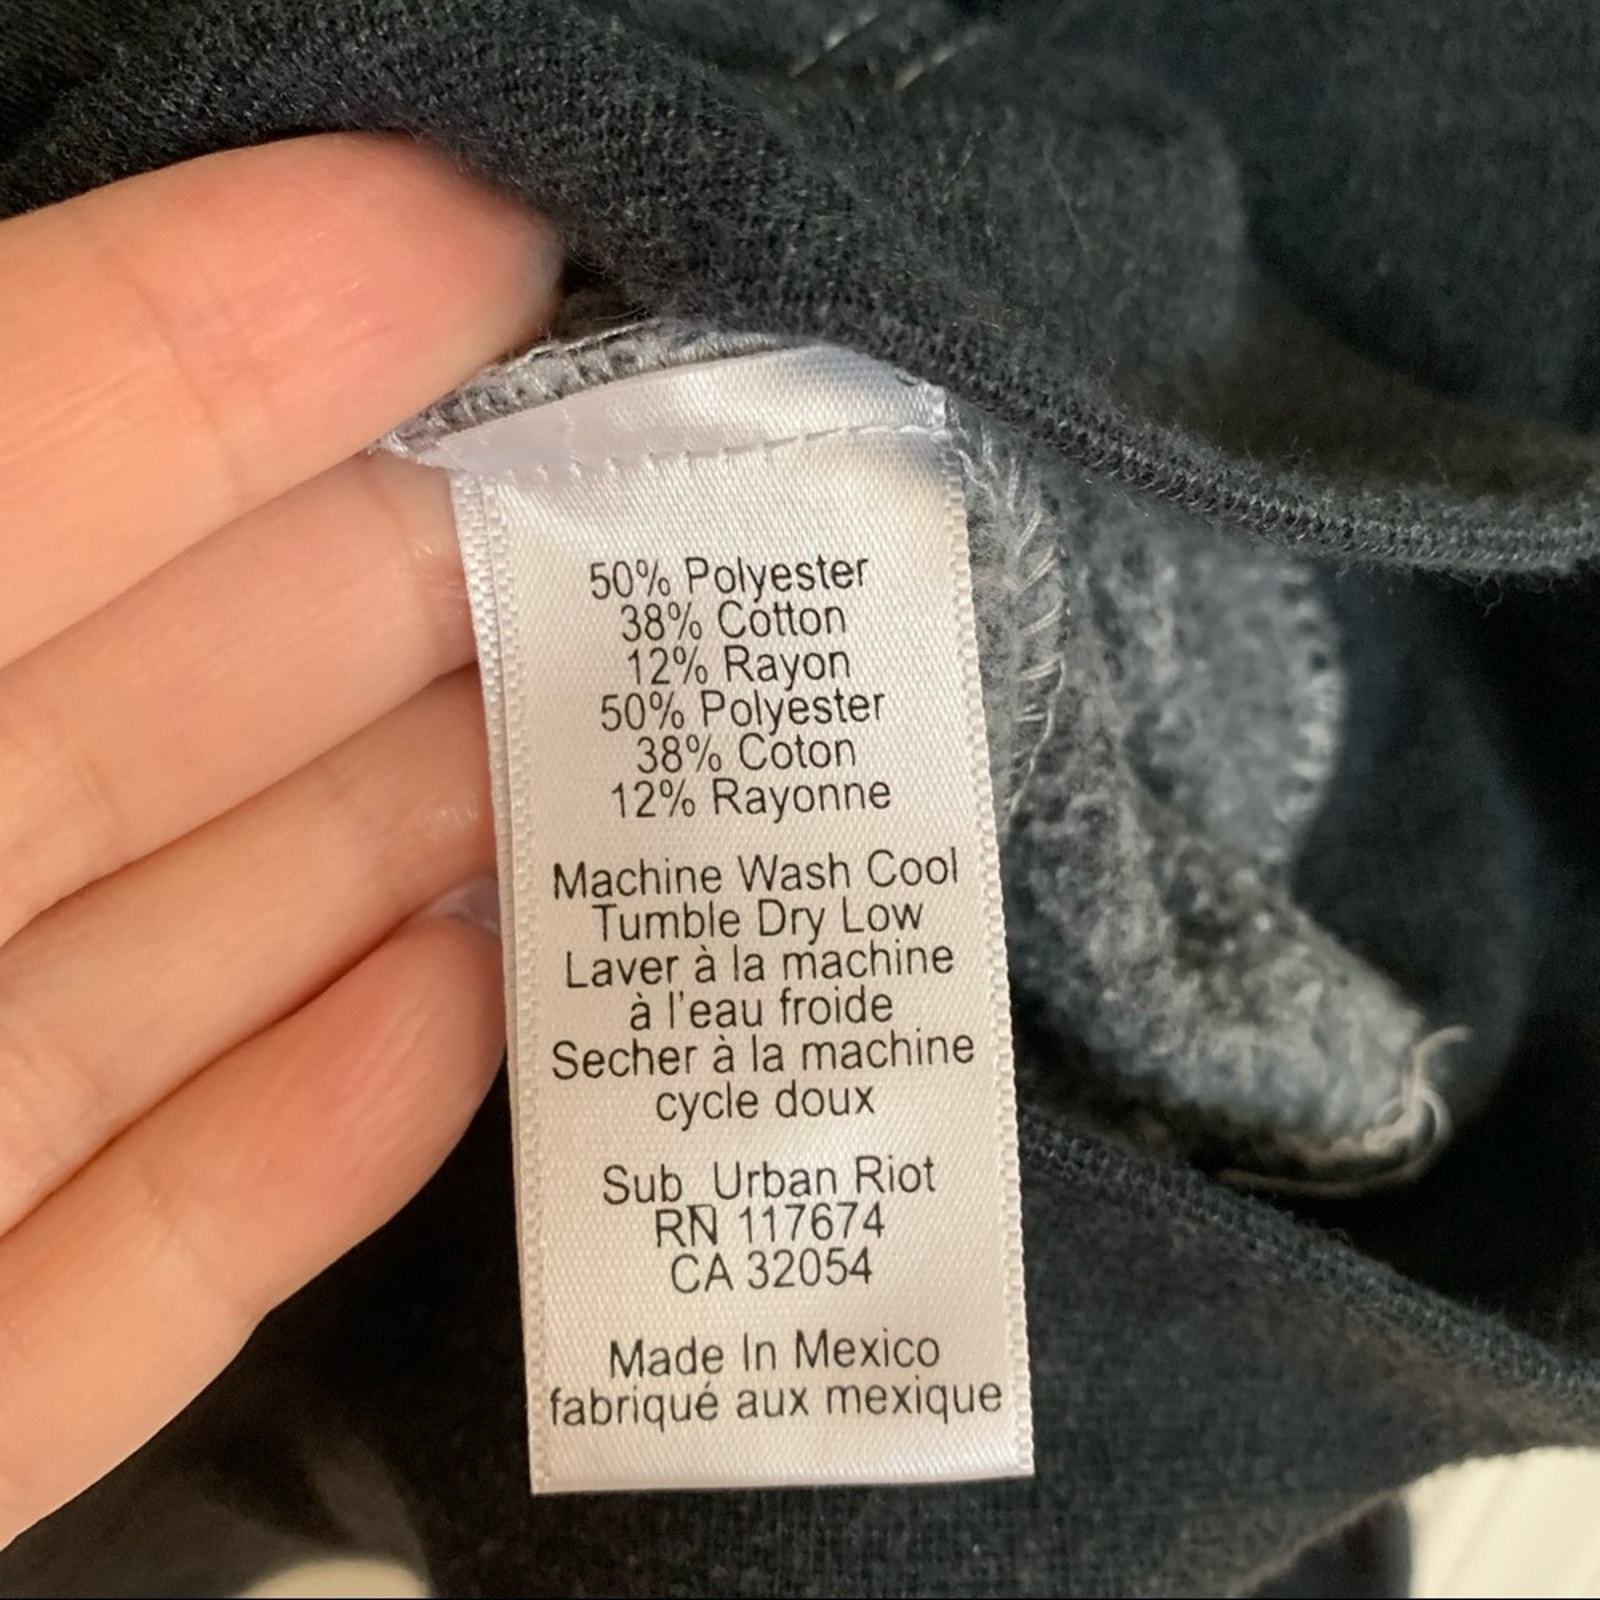 50% Polyester
38% Cotton
12% Rayon
50% Polyester
38% Coton
12% Rayonne
Machine Wash Cool
Tumble Dry Low
Laver à la machine
à l'eau froide
Secher à la machine
cycle doux
Sub_Urban Riot
RN 117674
CA 32054
Made In Mexico
fabriqué aux mexique